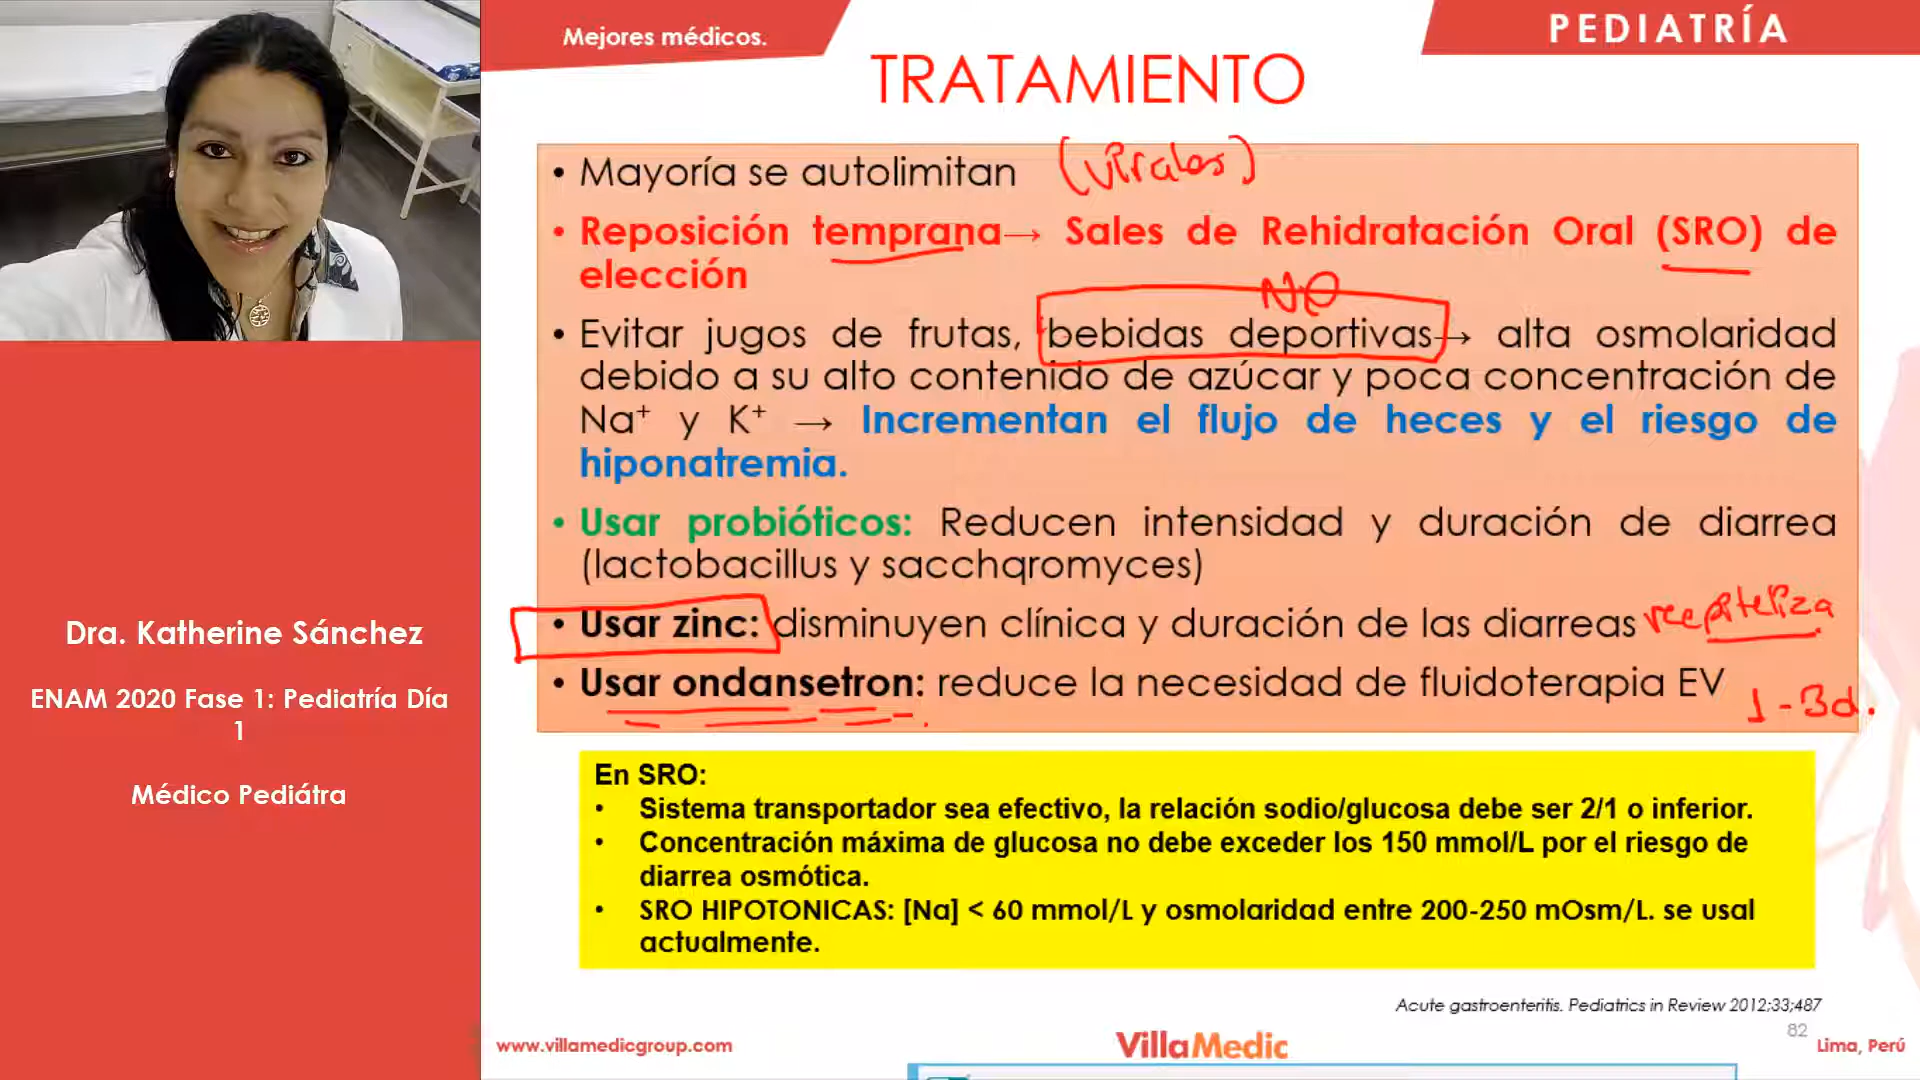 Mejores médicos.
PEDIATRÍA
TRATAMIENTO
• Mayoría se autolimitan (virales)
• Reposición temprana→ Sales de Rehidratación Oral (SRO) de
elección
NO
• Evitar jugos de frutas, bebidas deportivas→ alta osmolaridad
debido a su alto contenido de azúcar y poca concentración de
Na⁺ y K⁺ → Incrementan el flujo de heces y el riesgo de
hiponatremia.
• Usar probióticos: Reducen intensidad y duración de diarrea
(lactobacillus y sacchqromyces)
• Usar zinc: disminuyen clínica y duración de las diarreas
• Usar ondansetron: reduce la necesidad de fluidoterapia EV
1-3d.
En SRO:
• Sistema transportador sea efectivo, la relación sodio/glucosa debe ser 2/1 o inferior.
• Concentración máxima de glucosa no debe exceder los 150 mmol/L por el riesgo de
diarrea osmótica.
• SRO HIPOTONICAS: [Na] < 60 mmol/L y osmolaridad entre 200-250 mOsm/L. se usal
actualmente.
Acute gastroenteritis. Pediatrics in Review 2012;33;487
82
www.villamedicgroup.com
VillaMedic
Lima, Perú
Dra. Katherine Sánchez
ENAM 2020 Fase 1: Pediatría Día
1
Médico Pediátra